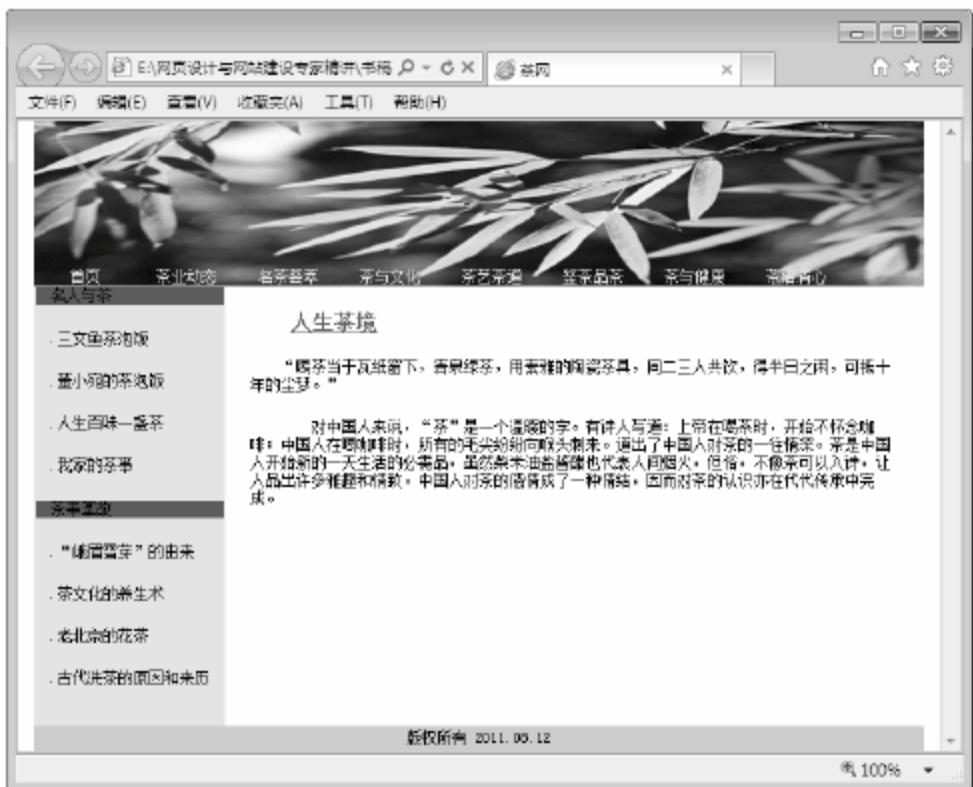 E:\网页设计与网站建设专家精讲\书稿
茶网
文件(F) 编辑(E) 查看(V) 收藏夹(A) 工具(T) 帮助(H)
首页 茶业动态 名茶荟萃 茶与文化 茶艺茶道 鉴茶品茶 茶与健康 茶语清心
名人与茶
. 三文鱼茶泡饭
. 董小宛的茶泡饭
. 人生百味一盏茶
. 我家的茶事
茶事掌故
. “峨眉雪芽”的由来
. 茶文化的养生术
. 老北京的花茶
. 古代洗茶的原因和来历
人生茶境
“喝茶当于瓦纸窗下，清泉绿茶，用素雅的陶瓷茶具，同二三人共饮，得半日之闲，可抵十
年的尘梦。”
对中国人来说，“茶”是一个温暖的字。有诗人写道：上帝在喝茶时，开始不怀念咖
啡；中国人在喝咖啡时，所有的毛尖纷纷向喉头刺来。道出了中国人对茶的一往情深。茶是中国
人开始新的一天生活的必需品，虽然柴米油盐酱醋也代表人间烟火，但俗，不像茶可以入诗，让
人品出许多雅趣和情致。中国人对茶的感情成了一种情结，因而对茶的认识亦在代代传承中完
成。
版权所有 2011.06.12
100%